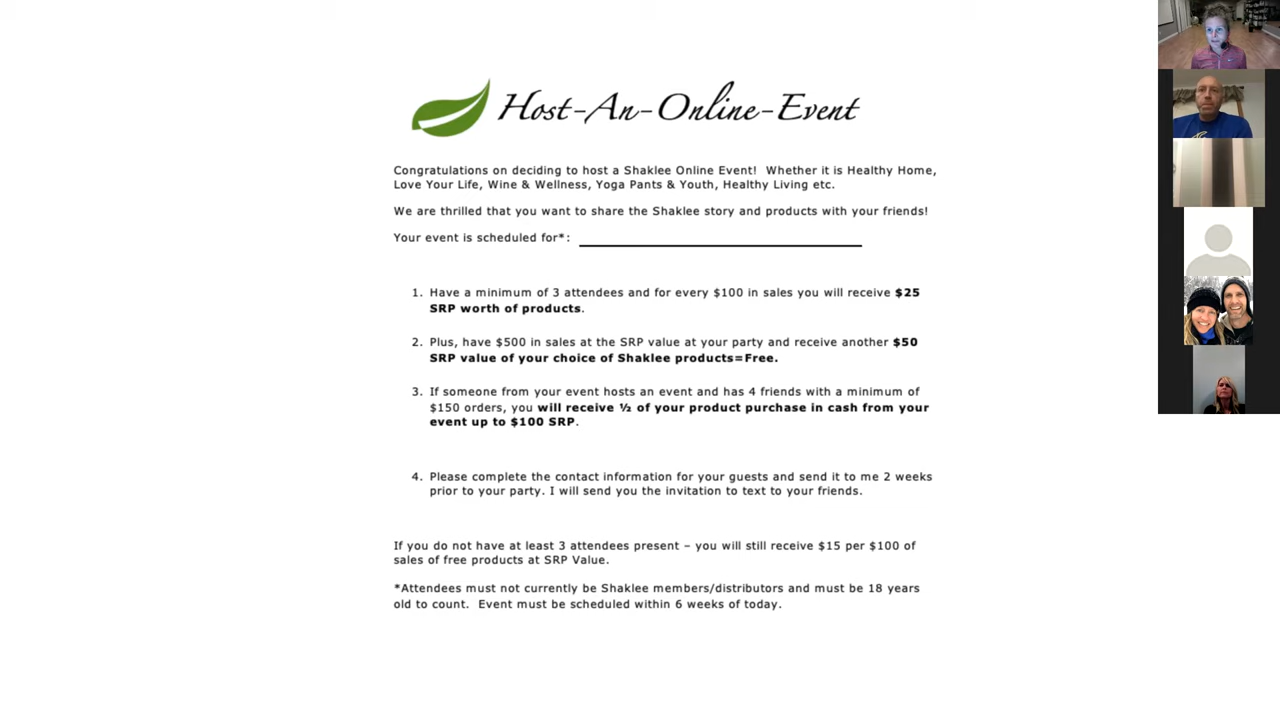 Host-An-Online-Event
Congratulations on deciding to host a Shaklee Online Event!  Whether it is Healthy Home,
Love Your Life, Wine & Wellness, Yoga Pants & Youth, Healthy Living etc.
We are thrilled that you want to share the Shaklee story and products with your friends!
Your event is scheduled for*: 
1. Have a minimum of 3 attendees and for every $100 in sales you will receive $25
SRP worth of products.
2. Plus, have $500 in sales at the SRP value at your party and receive another $50
SRP value of your choice of Shaklee products=Free.
3. If someone from your event hosts an event and has 4 friends with a minimum of
$150 orders, you will receive ½ of your product purchase in cash from your
event up to $100 SRP.
4. Please complete the contact information for your guests and send it to me 2 weeks
prior to your party. I will send you the invitation to text to your friends.
If you do not have at least 3 attendees present – you will still receive $15 per $100 of
sales of free products at SRP Value.
*Attendees must not currently be Shaklee members/distributors and must be 18 years
old to count.  Event must be scheduled within 6 weeks of today.